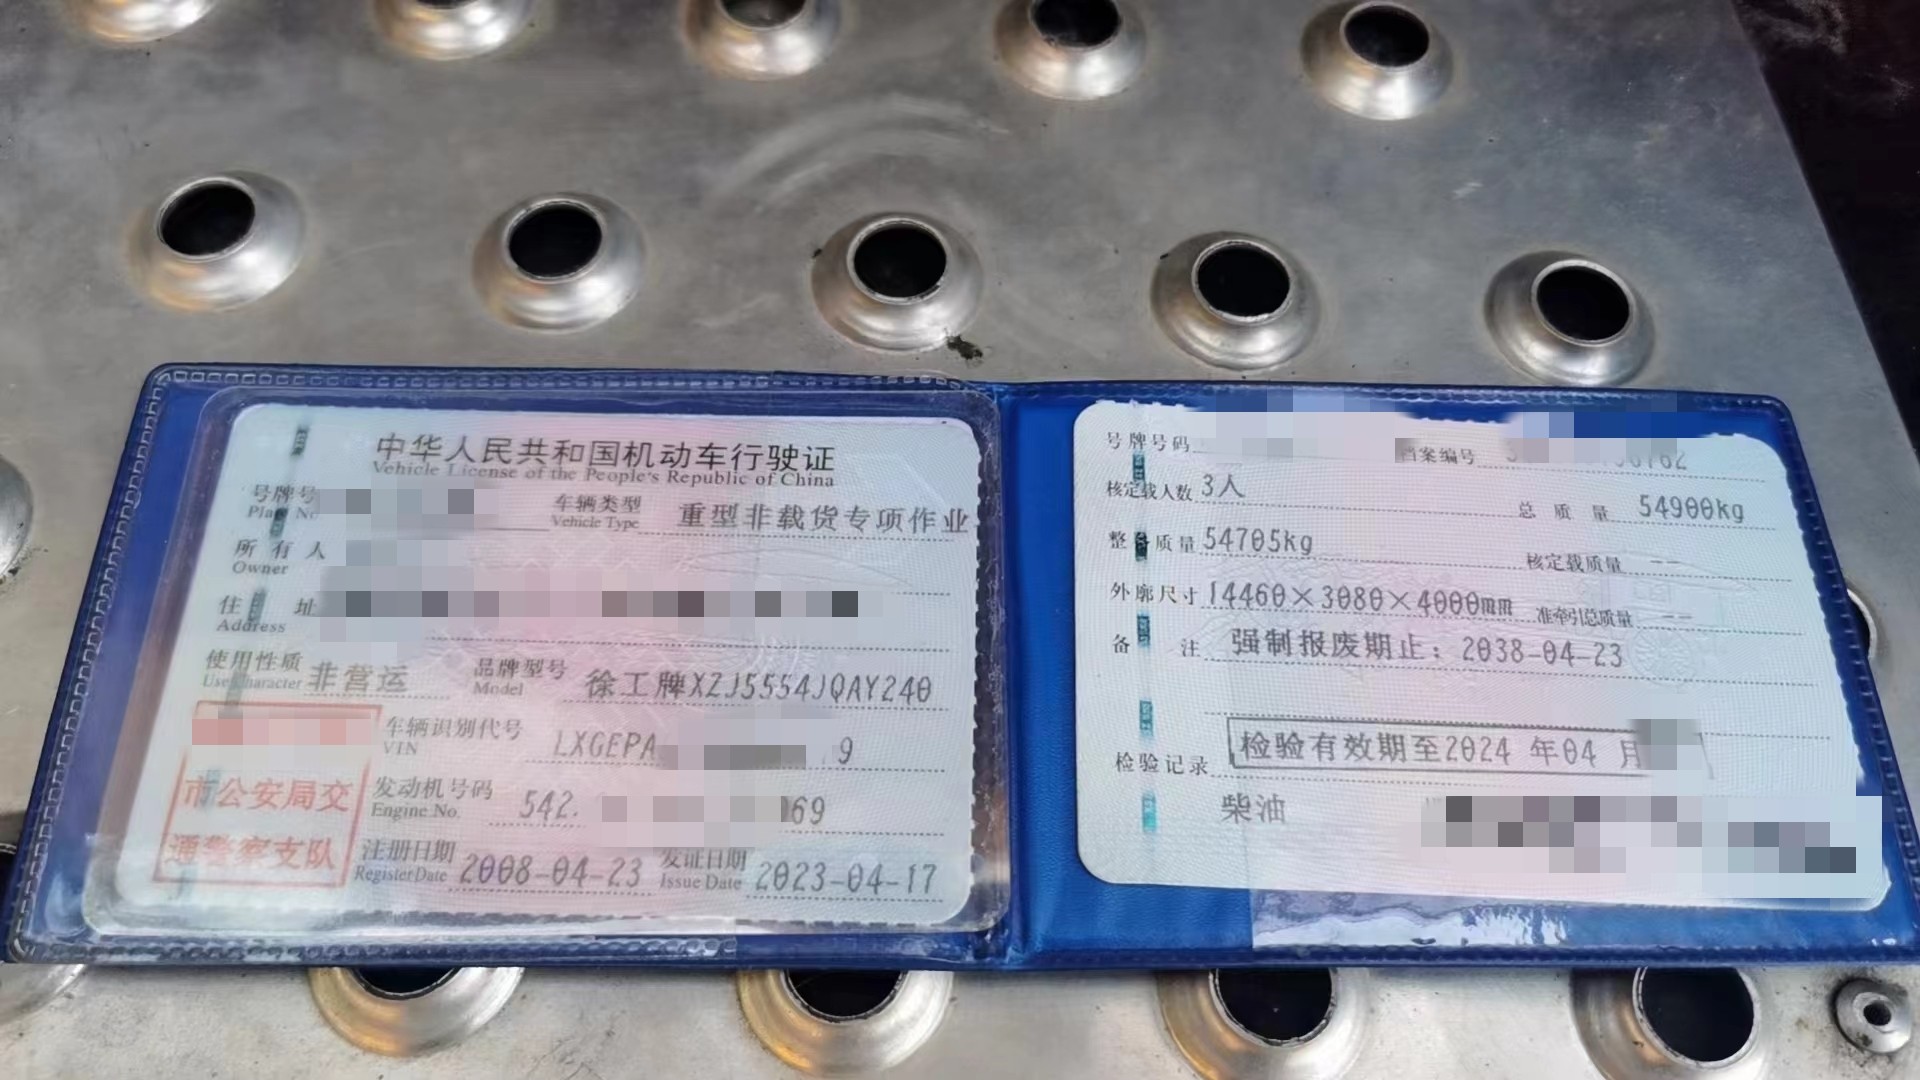 中华人民共和国机动车行驶证
Vehicle License of the People's Republic of China
号牌号
Plate No
车辆类型
Vehicle Type
重型非载货专项作业
所有人
Owner
住址
Address
使用性质
Use Character
非营运
品牌型号
Model
徐工牌XZJ5554JQAY240
市公安局交
通警察支队
车辆识别代号
VIN
LXGEPA 9
发动机号码
Engine No.
542. 69
注册日期
Register Date
2008-04-23
发证日期
Issue Date
2023-04-17
号牌号码
档案编号
核定载人数 3人
总质量 54900kg
整备质量 54705kg
核定载质量 --
外廓尺寸 14460×3080×4000mm
准牵引总质量 --
备注 强制报废期止：2038-04-23
检验记录
检验有效期至2024 年04 月
柴油